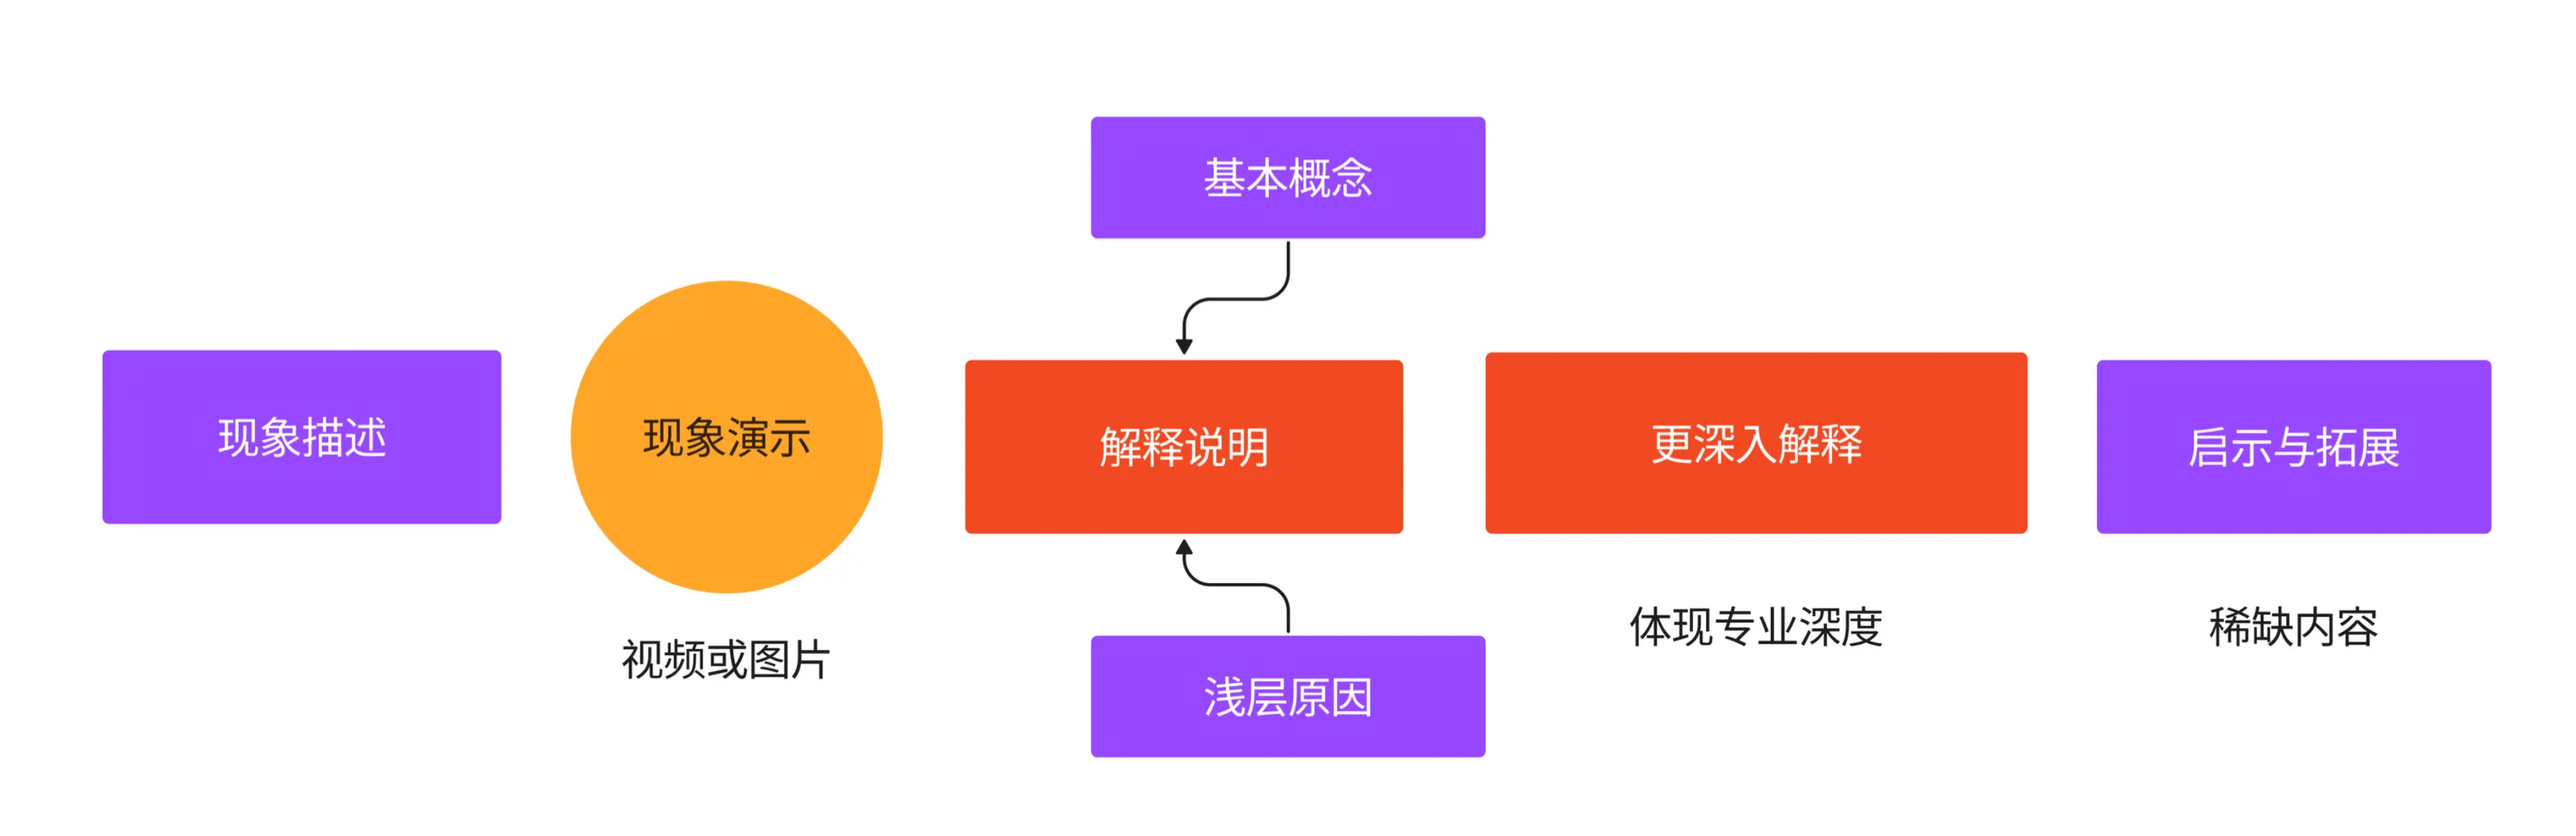 基本概念
现象描述
现象演示
解释说明
更深入解释
启示与拓展
视频或图片
体现专业深度
稀缺内容
浅层原因